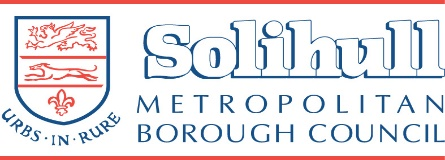 Solihull
METROPOLITAN
BOROUGH COUNCIL
URBS·IN·RURE